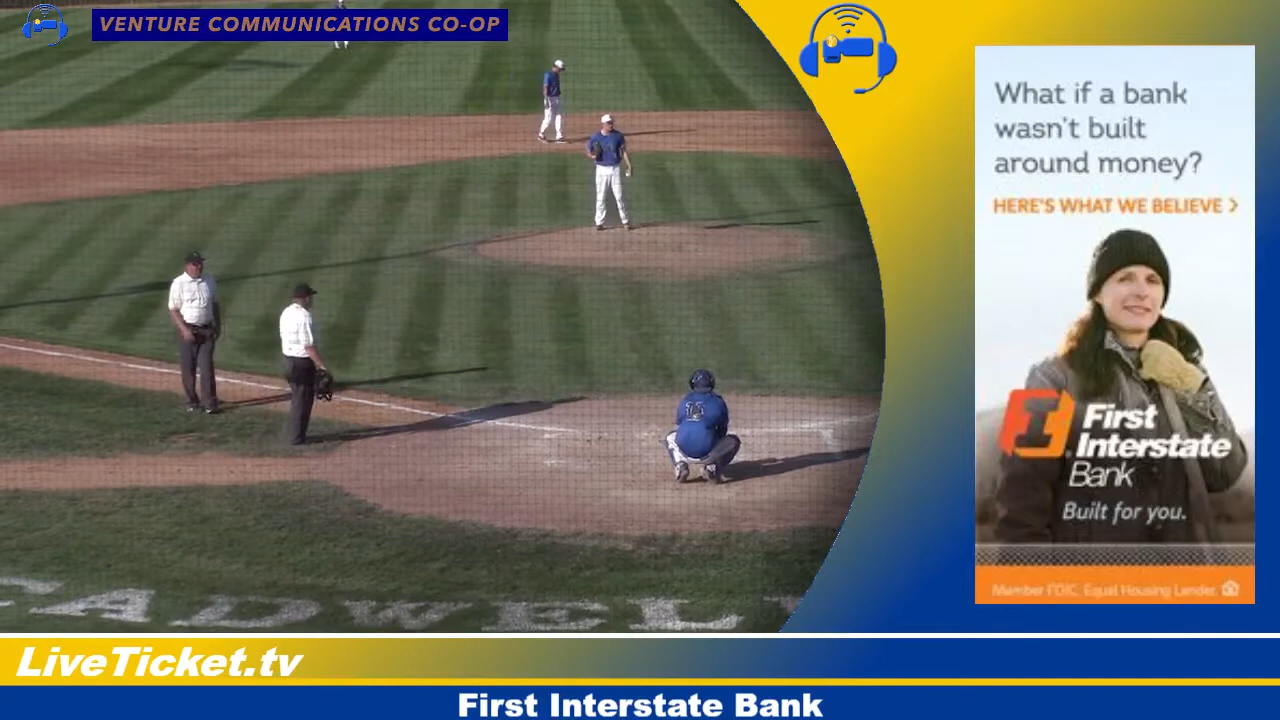 VENTURE COMMUNICATIONS CO-OP
What if a bank
wasn't built
around money?
HERE'S WHAT WE BELIEVE >
First
Interstate
Bank
Built for you.
Member FDIC. Equal Housing Lender.
CADWELL
LiveTicket.tv
First Interstate Bank